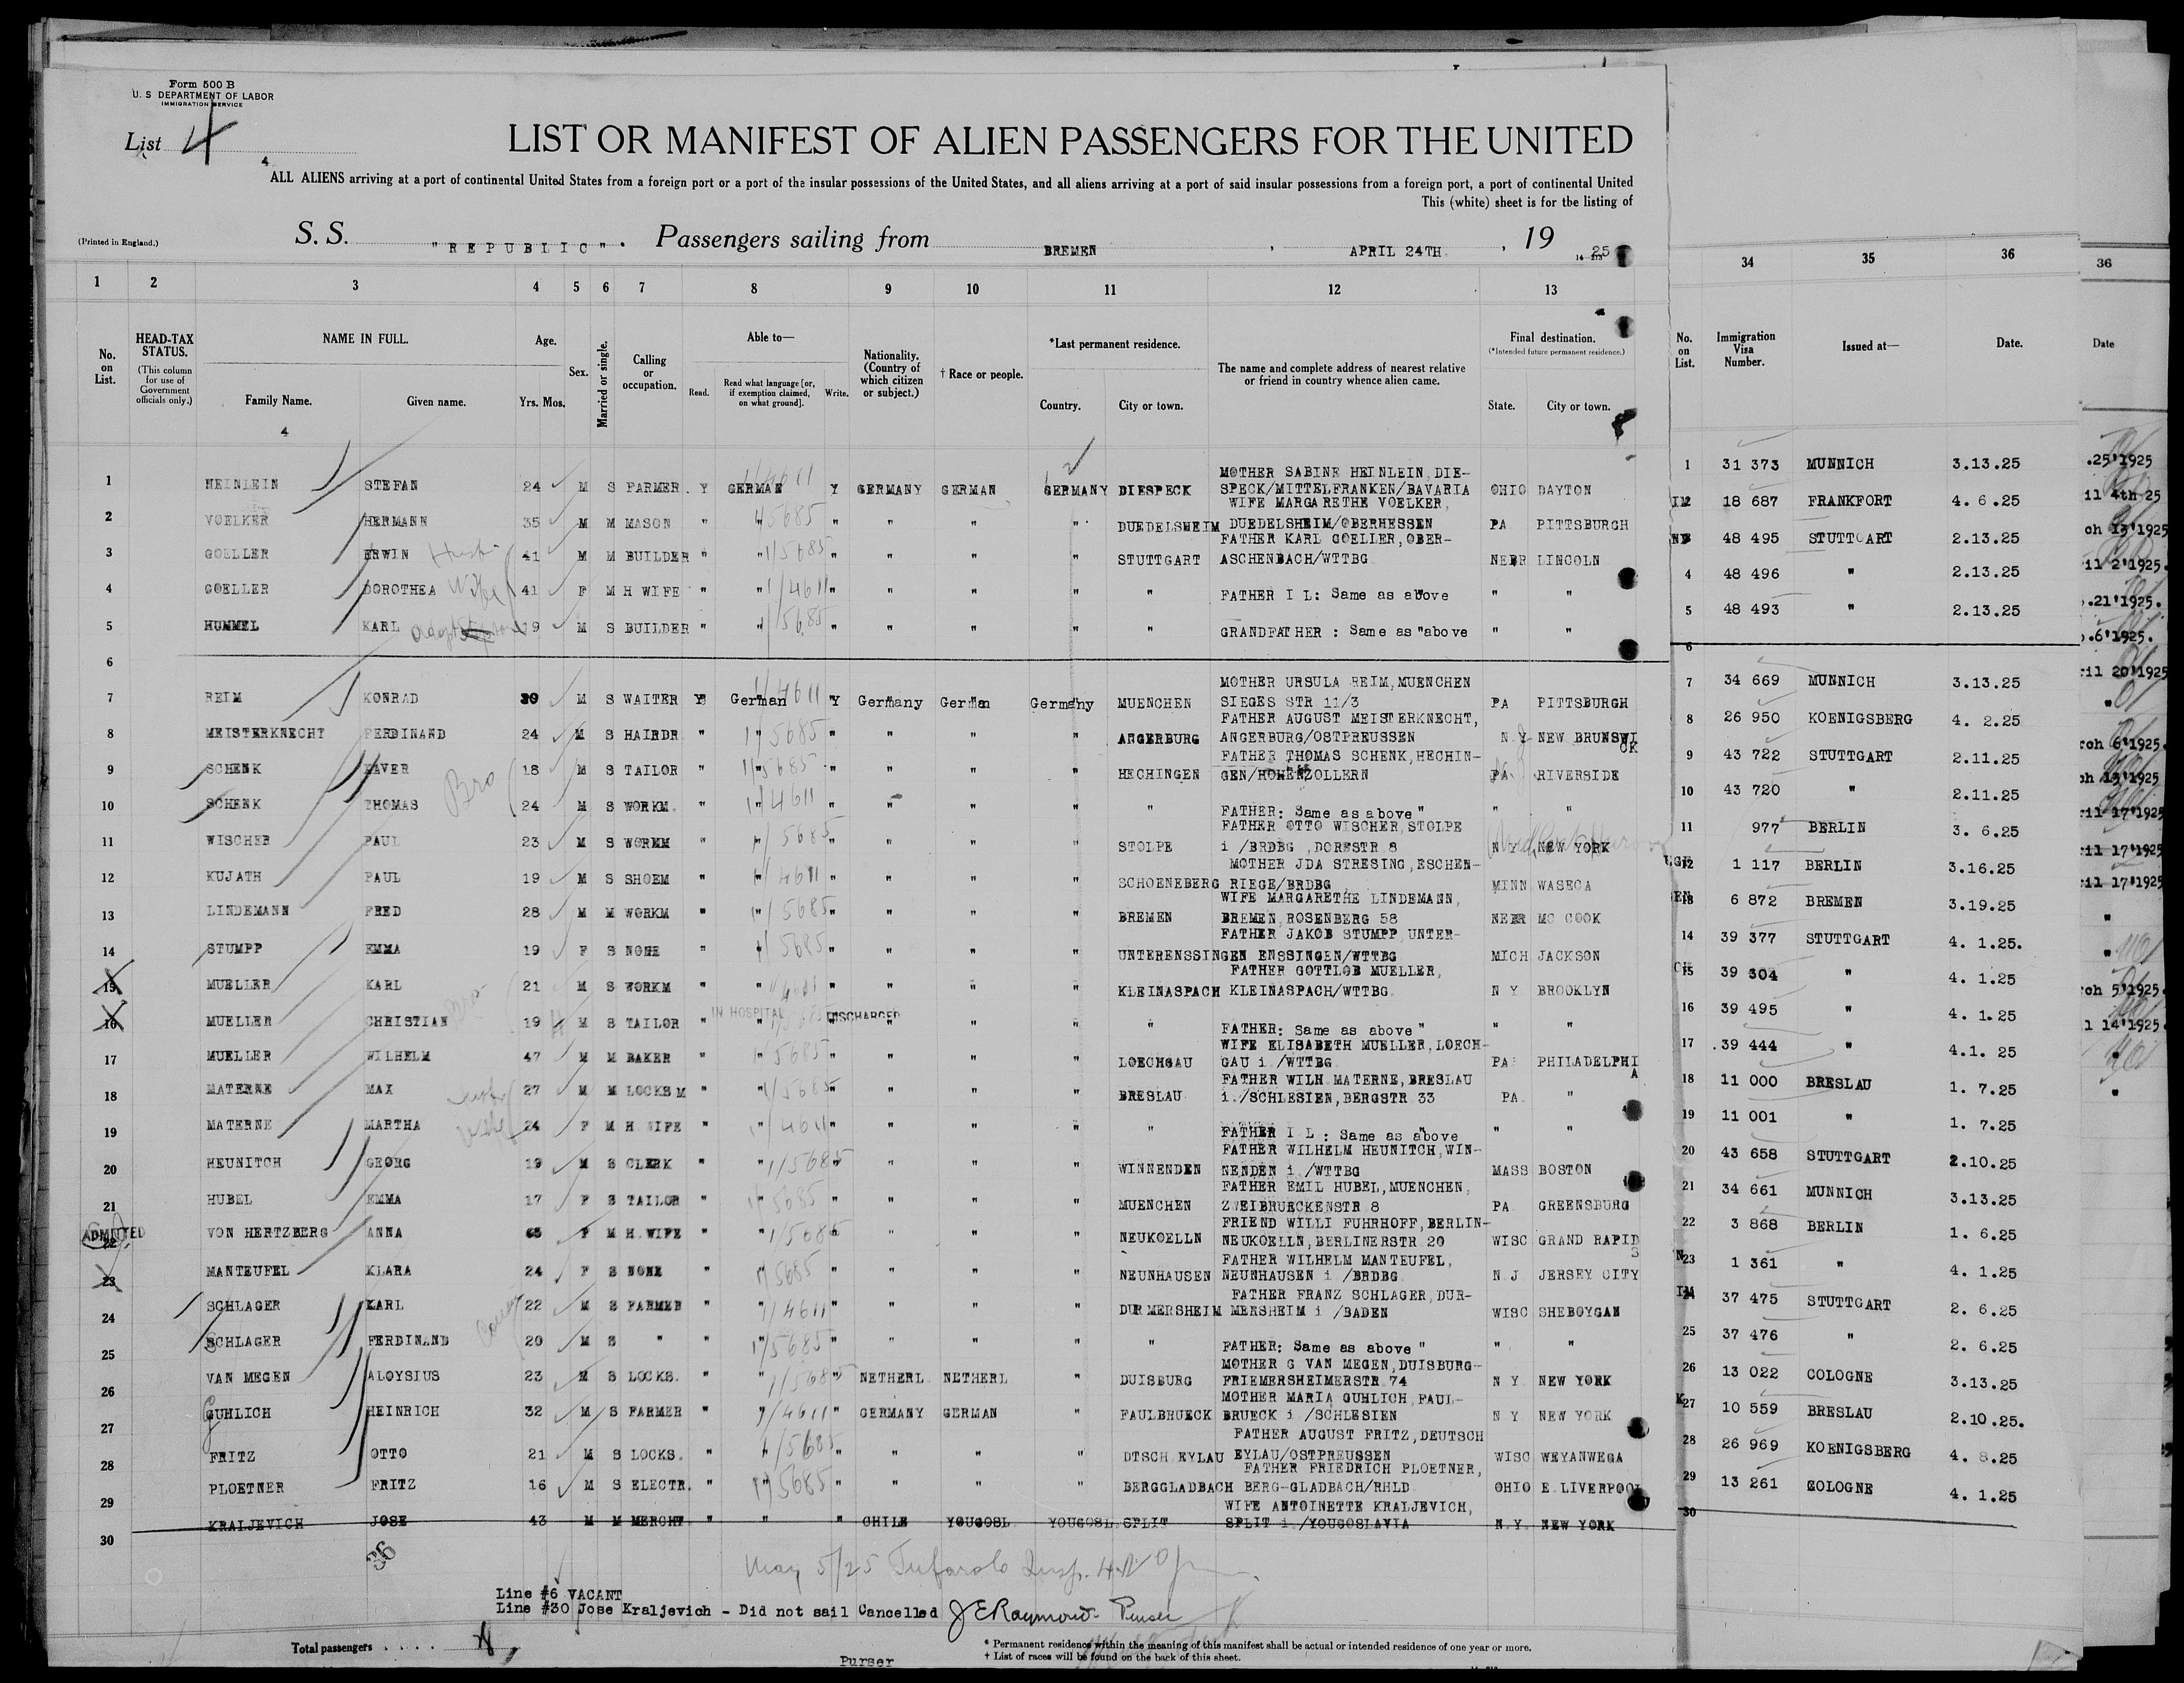 Form 500 B
U. S DEPARTMENT OF LABOR
IMMIGRATION SERVICE
List 4
4
LIST OR MANIFEST OF ALIEN PASSENGERS FOR THE UNITED
ALL ALIENS arriving at a port of continental United States from a foreign port or a port of the insular possessions of the United States, and all aliens arriving at a port of said insular possessions from a foreign port, a port of continental United
This (white) sheet is for the listing of
(Printed in England.) S. S. "REPUBLIC". Passengers sailing from BREMEN , APRIL 24TH , 19 25
1 2 3 4 5 6 7 8 9 10 11 12 13 34 35 36 36
No. on List. HEAD-TAX STATUS. (This column for use of Government officials only.) NAME IN FULL. Family Name. Given name. Age. Yrs. Mos. Sex. Married or single. Calling or occupation. Able to— Read. Read what language [or, if exemption claimed, on what ground]. Write. Nationality. (Country of which citizen or subject.) † Race or people. *Last permanent residence. Country. City or town. The name and complete address of nearest relative or friend in country whence alien came. Final destination. (*Intended future permanent residence.) State. City or town. No. on List. Immigration Visa Number. Issued at— Date. Date
4
1 HEINLEIN STEFAN 24 M S FARMER. Y GERMAN Y GERMANY GERMAN GERMANY DIESPECK MOTHER SABINE HEINLEIN, DIE-SPECK/MITTELFRANKEN/BAVARIA OHIO DAYTON 1 31 373 MUNNICH 3.13.25
2 VOELKER HERMANN 35 M M MASON " " " " " " DUEDELSHEIM WIFE MARGARETHE VOELKER, DUEDELSHEIM/OBERHESSEN PA PITTSBURGH 2 18 687 FRANKFORT 4. 6.25
3 GOELLER ERWIN Husb 41 M M BUILDER " " " " " " STUTTGART FATHER KARL GOELLER, OBER-ASCHENBACH/WTTBG NEBR LINCOLN 3 48 495 STUTTGART 2.13.25
4 GOELLER DOROTHEA Wife 41 F M H WIFE " " " " " " " FATHER I L: Same as above " " 4 48 496 " 2.13.25
5 HUMMEL KARL 19 M S BUILDER " " " " " " " GRANDFATHER : Same as above " " 5 48 493 " 2.13.25
6 6
7 REIM KONRAD 30 M S WAITER Y German Y Germany German Germany MUENCHEN MOTHER URSULA REIM, MUENCHEN SIEGES STR 11/3 PA PITTSBURGH 7 34 669 MUNNICH 3.13.25
8 MEISTERKNECHT FERDINAND 24 M S HAIRDR " " " " " " ANGERBURG FATHER AUGUST MEISTERKNECHT, ANGERBURG/OSTPREUSSEN N Y NEW BRUNSWICK 8 26 950 KOENIGSBERG 4. 2.25
9 SCHENK XAVER 18 M S TAILOR " " " " " " HECHINGEN FATHER THOMAS SCHENK, HECHIN-GEN/HOHENZOLLERN PA RIVERSIDE 9 43 722 STUTTGART 2.11.25
Bro
10 SCHENK THOMAS 24 M S WORKM. " " " " " " " FATHER: Same as above " " 10 43 720 " 2.11.25
11 WISCHER PAUL 23 M S WORKM " " " " " " STOLPE FATHER OTTO WISCHER, STOLPE i /BRDBG , DORFSTR 8 N Y NEW YORK 11 977 BERLIN 3. 6.25
12 KUJATH PAUL 19 M S SHOEM " " " " " " SCHOENEBERG MOTHER JDA STRESING, ESCHEN-RIEGE/BRDBG MINN WASECA 12 1 117 BERLIN 3.16.25
13 LINDEMANN FRED 28 M M WORKM " " " " " " BREMEN WIFE MARGARETHE LINDEMANN, BREMEN, ROSENBERG 58 NEBR MC COOK 13 6 872 BREMEN 3.19.25
14 STUMPP EMMA 19 F S NONE " " " " " " UNTERENSSINGEN FATHER JAKOB STUMPP, UNTER-ENSSINGEN/WTTBG MICH JACKSON 14 39 377 STUTTGART 4. 1.25.
15 MUELLER KARL 21 M S WORKM " " " " " " KLEINASPACH FATHER GOTTLOB MUELLER, KLEINASPACH/WTTBG. N Y BROOKLYN 15 39 304 " 4. 1.25
16 MUELLER CHRISTIAN 19 M S TAILOR " IN HOSPITAL " DISCHARGED " " " " " FATHER: Same as above " " 16 39 495 " 4. 1.25
17 MUELLER WILHELM 47 M M BAKER " " " " " " LOECHGAU WIFE ELISABETH MUELLER, LOECH-GAU i /WTTBG PA PHILADELPHIA 17 39 444 " 4.1. 25
18 MATERNE MAX 27 M M LOCKSM " " " " " " BRESLAU FATHER WILH MATERNE, BRESLAU i./SCHLESIEN, BERGSTR 33 PA. " 18 11 000 BRESLAU 1. 7.25
19 MATERNE MARTHA Wife 24 F M H WIFE " " " " " " " FATHER I L : Same as above " " 19 11 001 " 1. 7.25
20 HEUNITCH GEORG 19 M S CLERK " " " " " " WINNENDEN FATHER WILHELM HEUNITCH, WIN-NENDEN i /WTTBG MASS BOSTON 20 43 658 STUTTGART 2.10.25
21 HUBEL EMMA 17 F S TAILOR " " " " " " MUENCHEN FATHER EMIL HUBEL, MUENCHEN, ZWEIBRUECKENSTR 8 PA GREENSBURG 21 34 661 MUNNICH 3.13.25
ADMITTED 22 VON HERTZBERG ANNA 65 F M H WIFE " " " " " " NEUKOELLN FRIEND WILLI FUHRHOFF, BERLIN-NEUKOELLN, BERLINERSTR 20 WISC GRAND RAPIDS 22 3 868 BERLIN 1. 6.25
23 MANTEUFEL KLARA 24 F S NONE " " " " " " NEUNHAUSEN FATHER WILHELM MANTEUFEL, NEUNHAUSEN i /BRDBG N J JERSEY CITY 23 1 361 " 4. 1.25
24 SCHLAGER KARL 22 M S FARMER " " " " " " DURMERSHEIM FATHER FRANZ SCHLAGER, DUR-MERSHEIM i /BADEN WISC SHEBOYGAN 24 37 475 STUTTGART 2. 6.25
25 SCHLAGER FERDINAND 20 M S " " " " " " " " FATHER: Same as above " " 25 37 476 " 2. 6.25
26 VAN MEGEN ALOYSIUS 23 M S LOCKS. " " " NETHERL NETHERL " DUISBURG MOTHER G VAN MEGEN, DUISBURG-FRIEMERSHEIMERSTR 74 N Y NEW YORK 26 13 022 COLOGNE 3.13.25
27 GUHLICH HEINRICH 32 M S FARMER " " " GERMANY GERMAN " FAULBRUECK MOTHER MARIA GUHLICH, FAUL-BRUECK i /SCHLESIEN N Y NEW YORK 27 10 559 BRESLAU 2.10.25.
28 FRITZ OTTO 21 M S LOCKS. " " " " " " DTSCH EYLAU FATHER AUGUST FRITZ, DEUTSCH EYLAU/OSTPREUSSEN WISC WEYANWEGA 28 26 969 KOENIGSBERG 4. 8.25
29 PLOETNER FRITZ 16 M S ELECTR. " " " " " " BERGGLADBACH FATHER FRIEDRICH PLOETNER, BERG-GLADBACH/RHLD OHIO E. LIVERPOOL 29 13 261 COLOGNE 4. 1.25
30 KRALJEVICH JOSE 43 M M MERCHT " " CHILE YOUGOSL YOUGOSL SPLIT WIFE ANTOINETTE KRALJEVICH, SPLIT i /YOUGOSLAVIA N.Y. NEW YORK 30
36
May 5/25
Line #6 VACANT
Line #30 Jose Kraljevich - Did not sail Cancelled J E Raymond Purser
Total passengers . . . .
* Permanent residence within the meaning of this manifest shall be actual or intended residence of one year or more.
† List of races will be found on the back of this sheet.
Purser